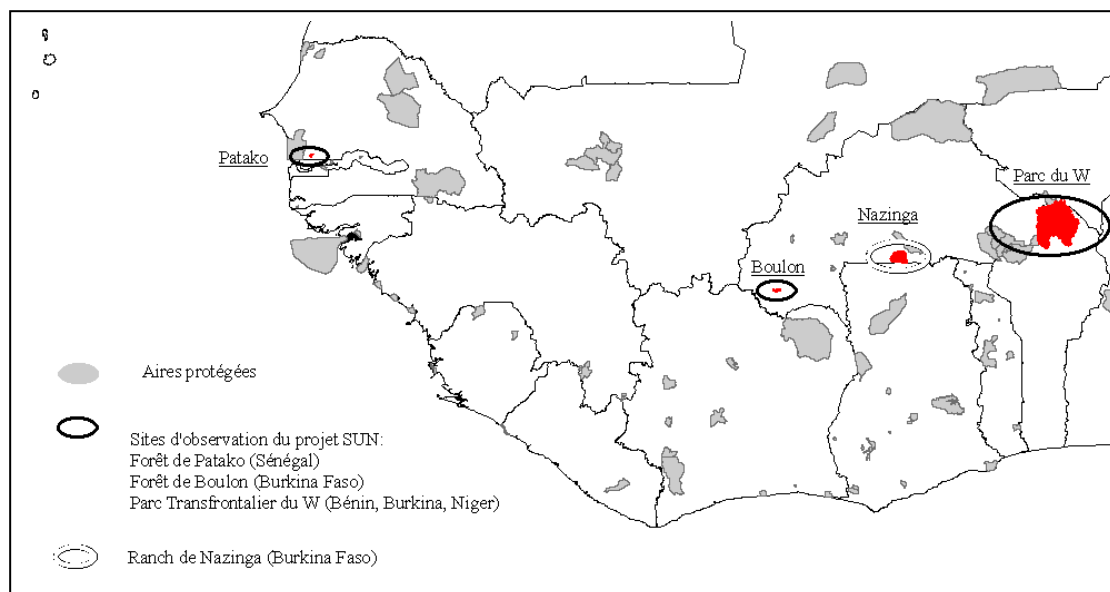 Patako
Parc du W
Nazinga
Boulon
Aires protégées
Sites d'observation du projet SUN:
Forêt de Patako (Sénégal)
Forêt de Boulon (Burkina Faso)
Parc Transfrontalier du W (Bénin, Burkina, Niger)
Ranch de Nazinga (Burkina Faso)